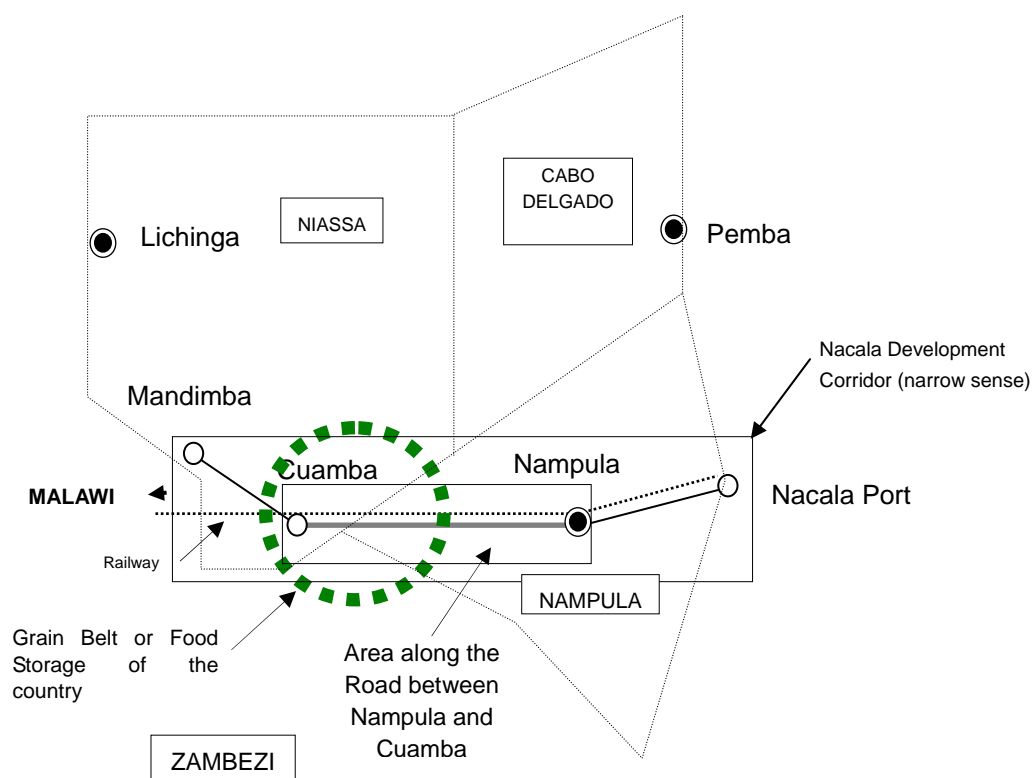 CABO
DELGADO
NIASSA
Lichinga
Pemba
Nacala Development
Corridor (narrow sense)
Mandimba
Cuamba
Nampula
MALAWI
Nacala Port
Railway
NAMPULA
Grain Belt or Food
Storage of the
country
Area along the
Road between
Nampula and
Cuamba
ZAMBEZI